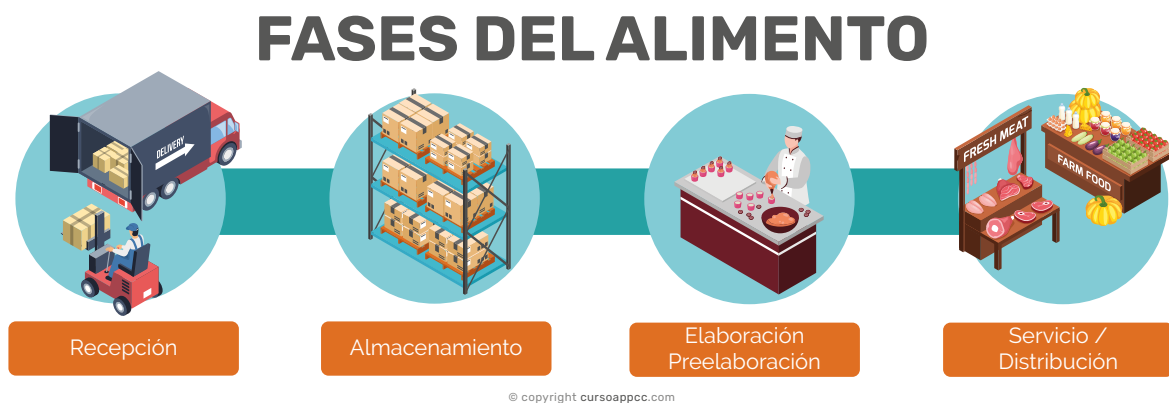 FASES DEL ALIMENTO
DELIVERY
FRESH MEAT
FARM FOOD
Recepción
Almacenamiento
Elaboración
Preelaboración
Servicio /
Distribución
© copyright cursoappcc.com